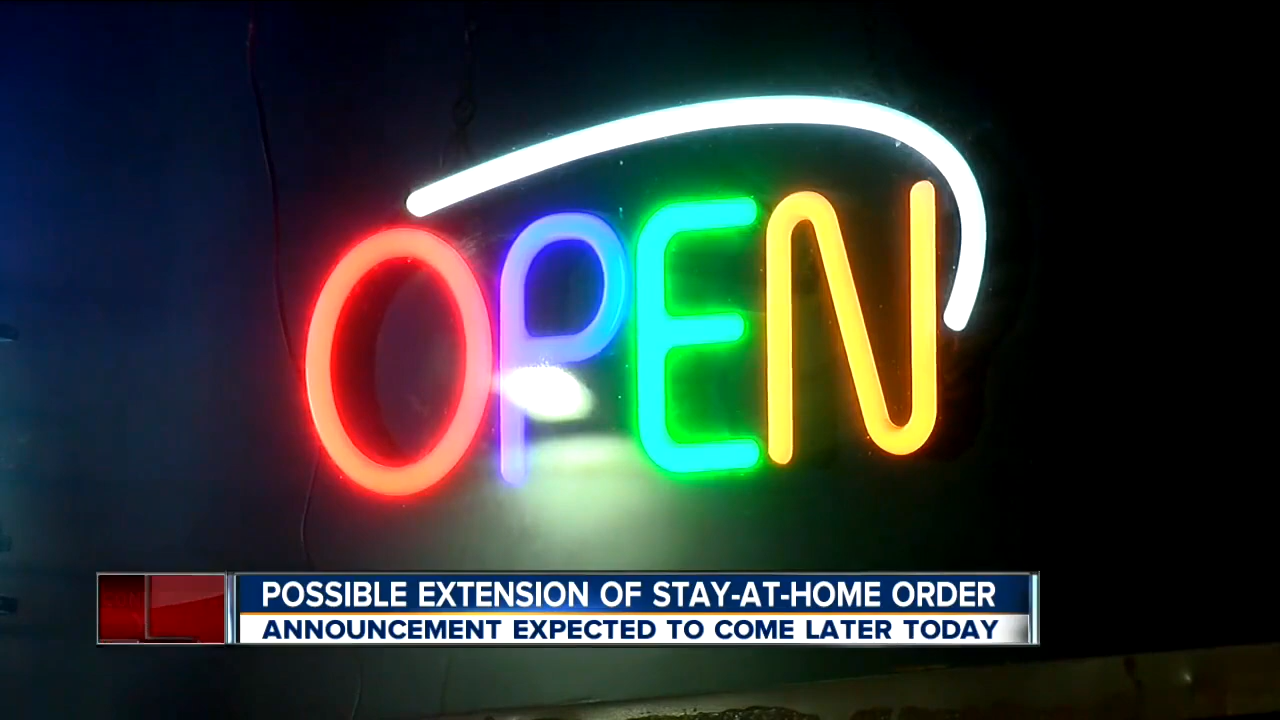 OPEN
POSSIBLE EXTENSION OF STAY-AT-HOME ORDER
ANNOUNCEMENT EXPECTED TO COME LATER TODAY